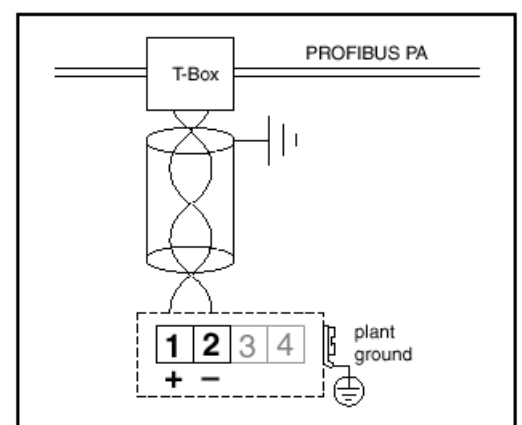 PROFIBUS PA
T-Box
1 2 3 4
+ –
plant
ground